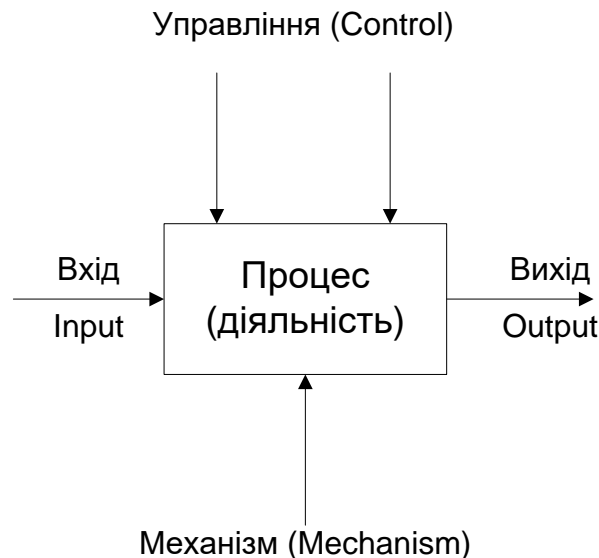 Управління (Control)
Вхід
Input
Процес
(діяльність)
Вихід
Output
Механізм (Mechanism)